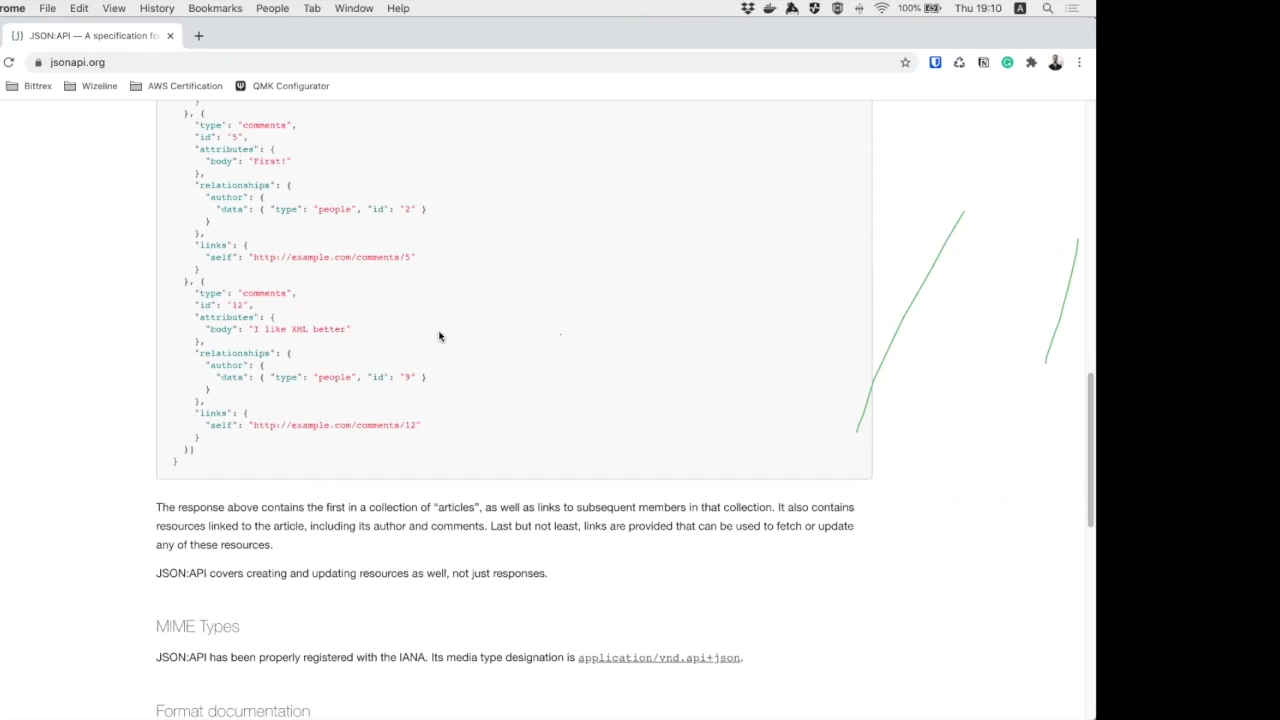 rome File Edit View History Bookmarks People Tab Window Help 100% Thu 19:10 A
{} JSON:API — A specification fo
jsonapi.org
Bittrex Wizeline AWS Certification QMK Configurator
}
}, {
"type": "comments",
"id": "5",
"attributes": {
"body": "First!"
},
"relationships": {
"author": {
"data": { "type": "people", "id": "2" }
}
},
"links": {
"self": "http://example.com/comments/5"
}
}, {
"type": "comments",
"id": "12",
"attributes": {
"body": "I like XML better"
},
"relationships": {
"author": {
"data": { "type": "people", "id": "9" }
}
},
"links": {
"self": "http://example.com/comments/12"
}
}]
}
The response above contains the first in a collection of “articles”, as well as links to subsequent members in that collection. It also contains
resources linked to the article, including its author and comments. Last but not least, links are provided that can be used to fetch or update
any of these resources.
JSON:API covers creating and updating resources as well, not just responses.
MIME Types
JSON:API has been properly registered with the IANA. Its media type designation is application/vnd.api+json.
Format documentation